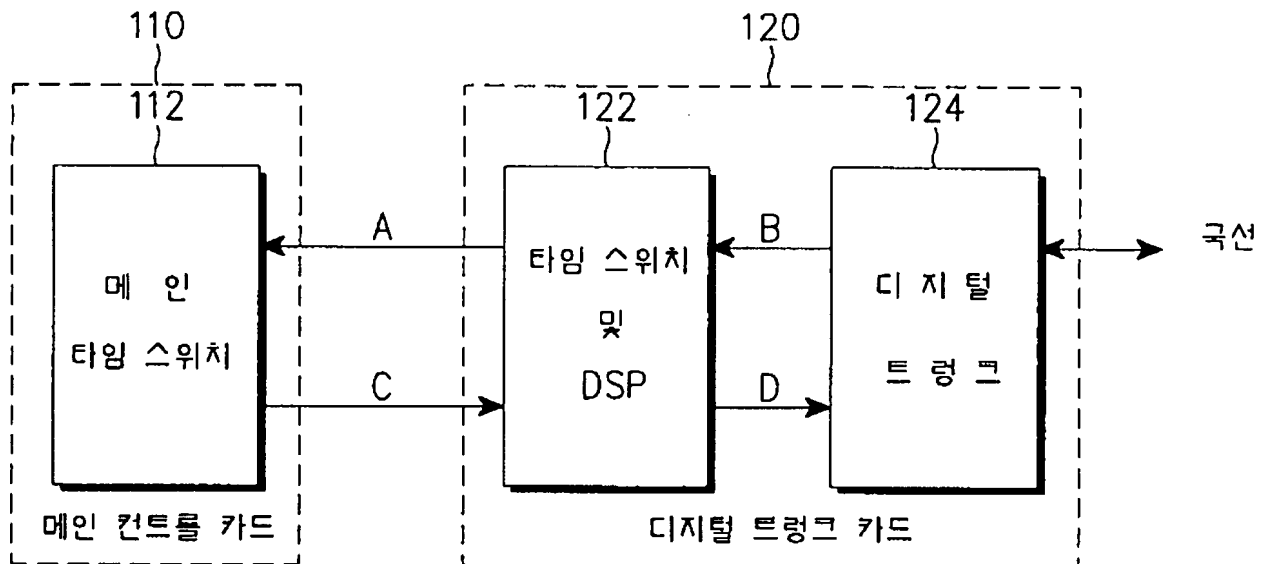 110
120
112
122
124
A
B
국선
메 인
타임 스위치
타임 스위치
및
DSP
디 지 털
트 렁 크
C
D
메인 컨트롤 카드
디지털 트렁크 카드